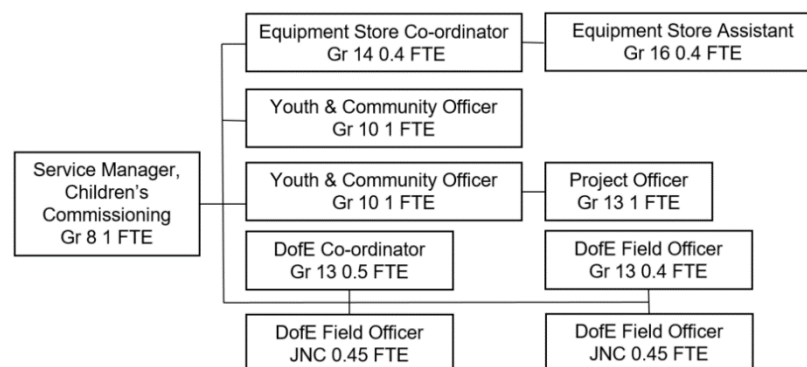 Equipment Store Co-ordinator
Gr 14 0.4 FTE
Equipment Store Assistant
Gr 16 0.4 FTE
Youth & Community Officer
Gr 10 1 FTE
Service Manager,
Children's
Commissioning
Gr 8 1 FTE
Youth & Community Officer
Gr 10 1 FTE
Project Officer
Gr 13 1 FTE
DofE Co-ordinator
Gr 13 0.5 FTE
DofE Field Officer
Gr 13 0.4 FTE
DofE Field Officer
JNC 0.45 FTE
DofE Field Officer
JNC 0.45 FTE